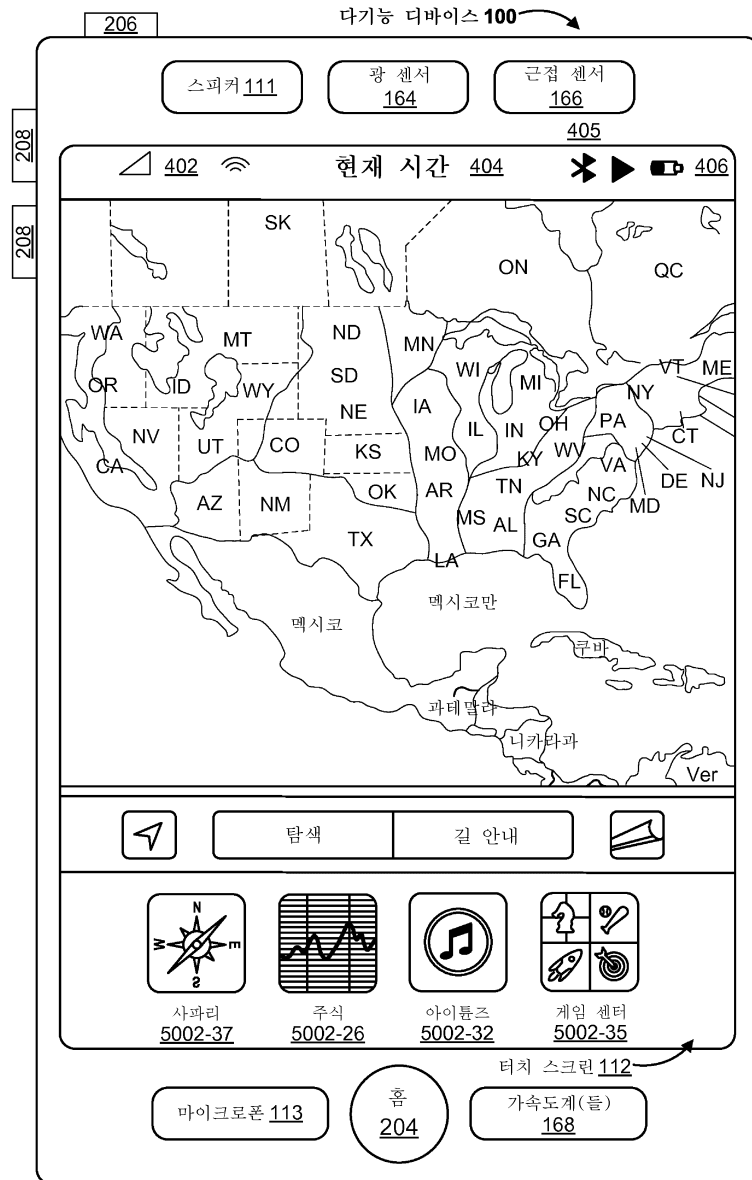 206
다기능 디바이스 100
스피커 111
광 센서
164
근접 센서
166
208
208
402
현재 시간 404
405
406
SK
ON
QC
WA
MT
ND
MN
WI
MI
VT
ME
OR
ID
WY
SD
NE
IA
IL
IN
OH
PA
NY
CT
NV
UT
CO
KS
MO
KY
WV
VA
DE
NJ
CA
AZ
NM
OK
AR
TN
NC
MD
TX
MS
AL
SC
GA
LA
FL
멕시코
멕시코만
쿠바
과테말라
니카라과
Ver
탐색
길 안내
N
W
E
S
사파리
5002-37
주식
5002-26
아이튠즈
5002-32
게임 센터
5002-35
터치 스크린 112
마이크로폰 113
홈
204
가속도계(들)
168